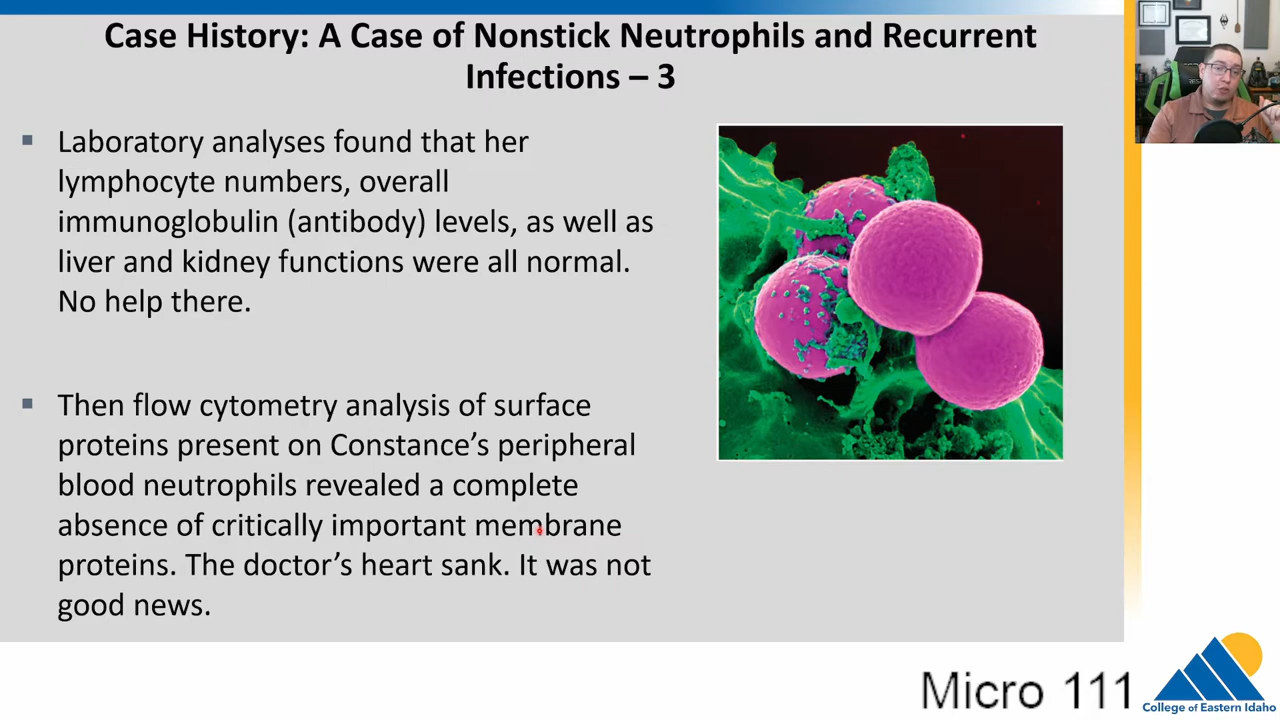 Case History: A Case of Nonstick Neutrophils and Recurrent
Infections – 3
▪ Laboratory analyses found that her
lymphocyte numbers, overall
immunoglobulin (antibody) levels, as well as
liver and kidney functions were all normal.
No help there.
▪ Then flow cytometry analysis of surface
proteins present on Constance’s peripheral
blood neutrophils revealed a complete
absence of critically important membrane
proteins. The doctor’s heart sank. It was not
good news.
Micro 111
College of Eastern Idaho